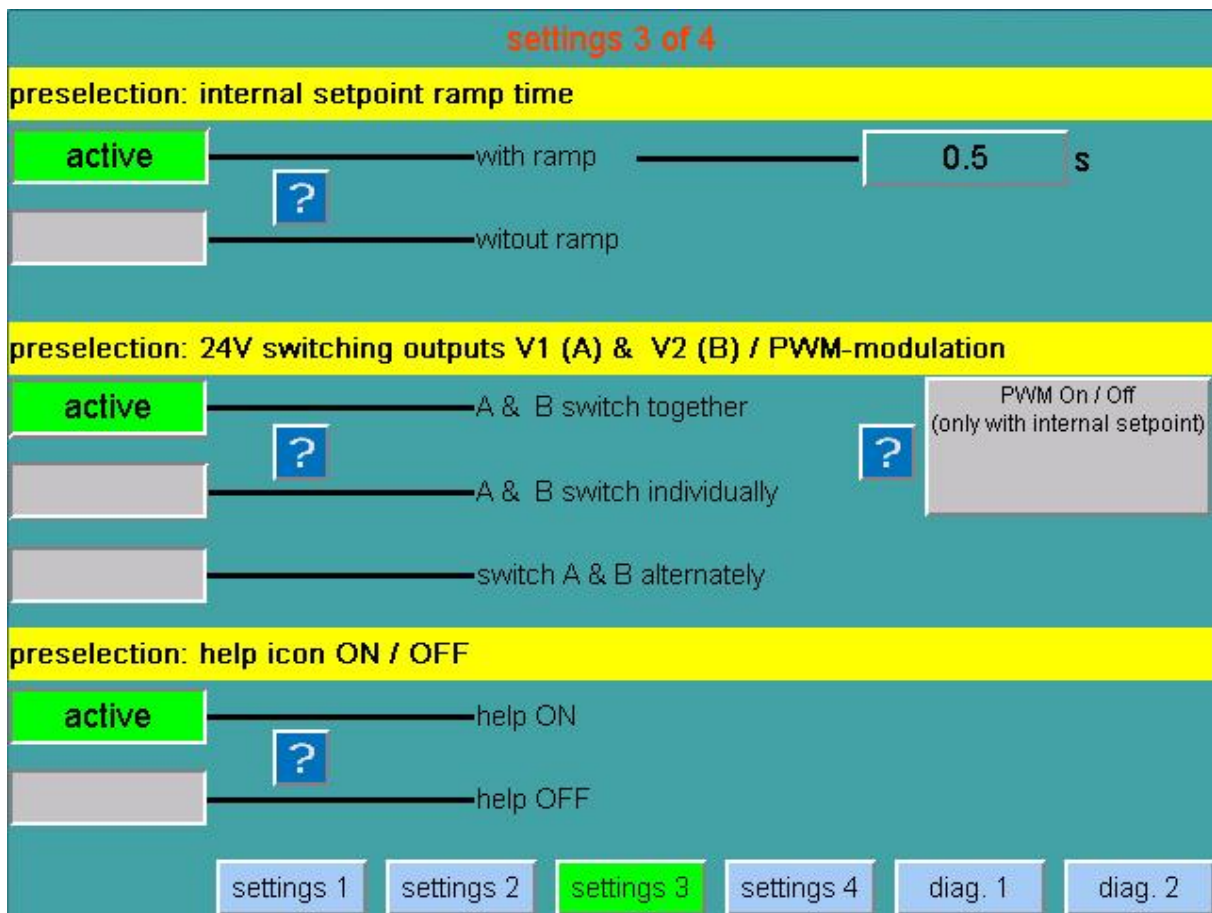 settings 3 of 4
preselection: internal setpoint ramp time
active with ramp 0.5 s
?
witout ramp
preselection: 24V switching outputs V1 (A) & V2 (B) / PWM-modulation
active A & B switch together PWM On / Off
(only with internal setpoint)
? ?
A & B switch individually
switch A & B alternately
preselection: help icon ON / OFF
active help ON
?
help OFF
settings 1 settings 2 settings 3 settings 4 diag. 1 diag. 2